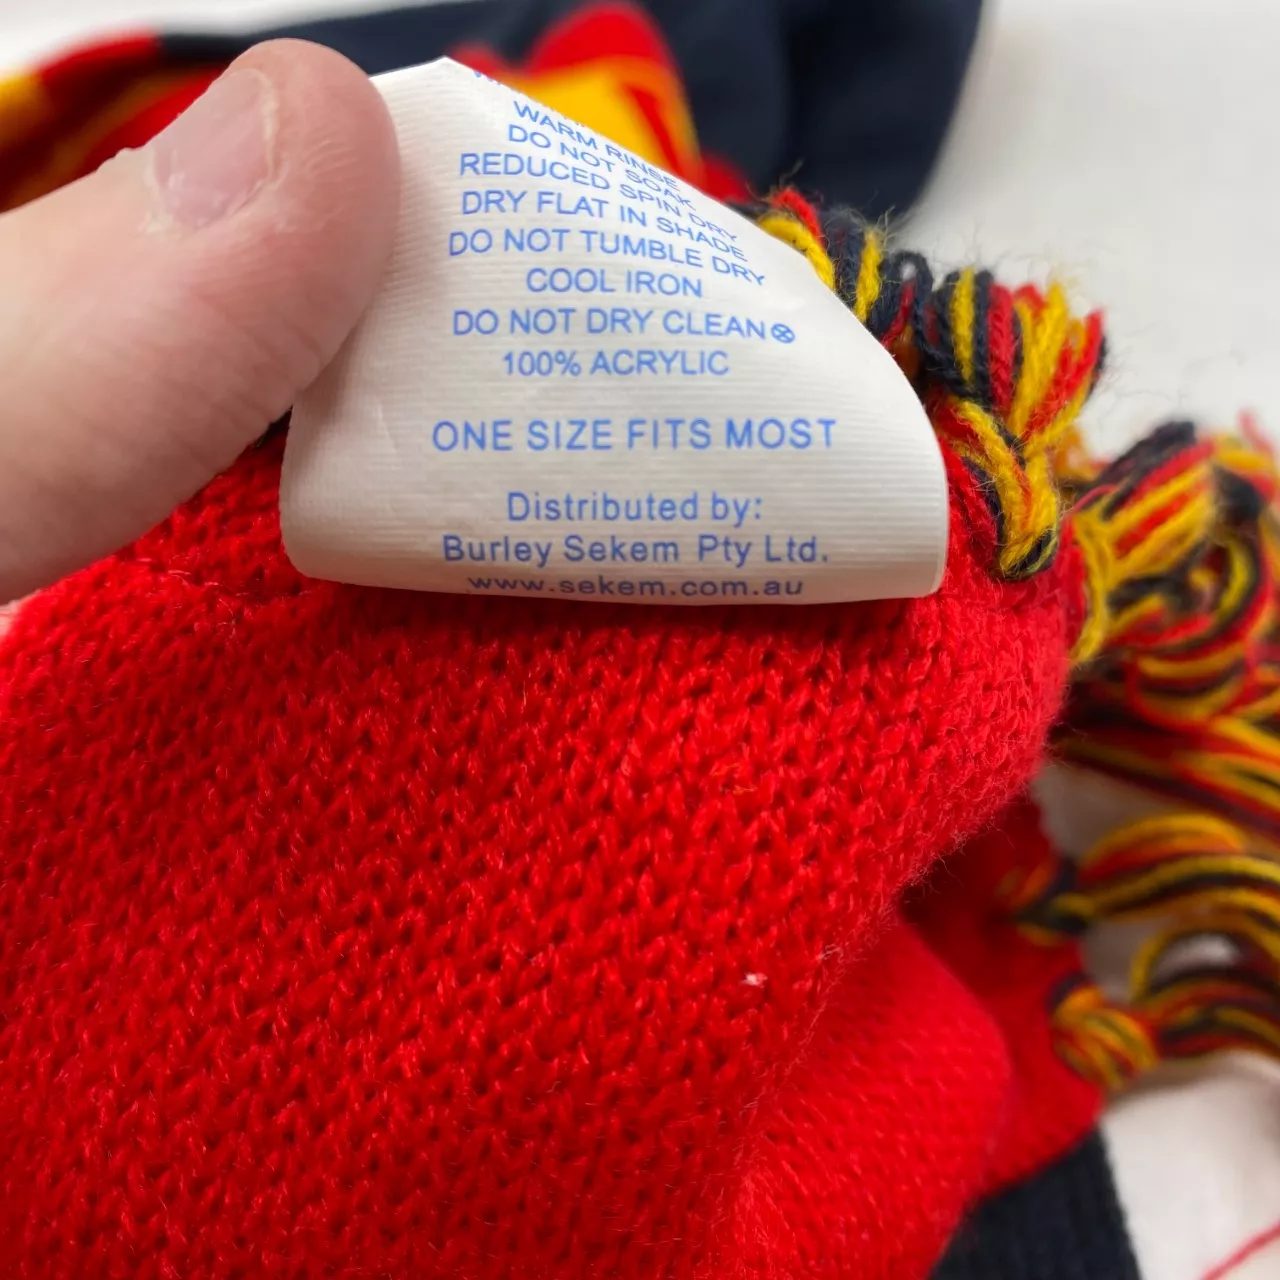 WARM RINSE
DO NOT SOAK
REDUCED SPIN DRY
DRY FLAT IN SHADE
DO NOT TUMBLE DRY
COOL IRON
DO NOT DRY CLEAN
100% ACRYLIC
ONE SIZE FITS MOST
Distributed by:
Burley Sekem Pty Ltd.
www.sekem.com.au